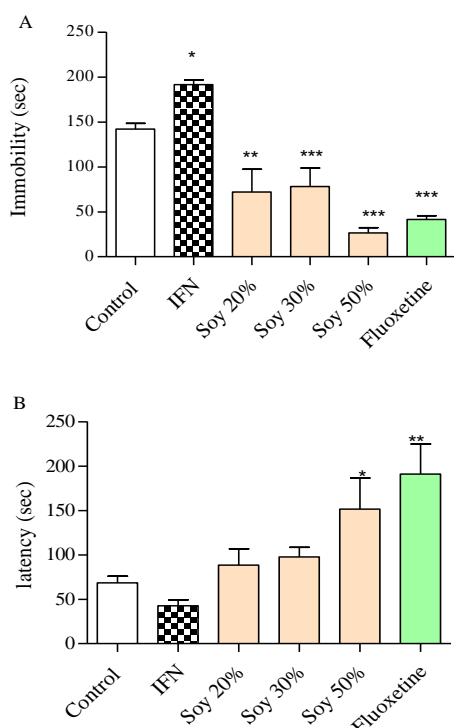 A
250
200
150
100
50
0
Immobility (sec)
*
**
***
***
***
Control
IFN
Soy 20%
Soy 30%
Soy 50%
Fluoxetine
B
250
200
150
100
50
0
latency (sec)
*
**
Control
IFN
Soy 20%
Soy 30%
Soy 50%
Fluoxetine